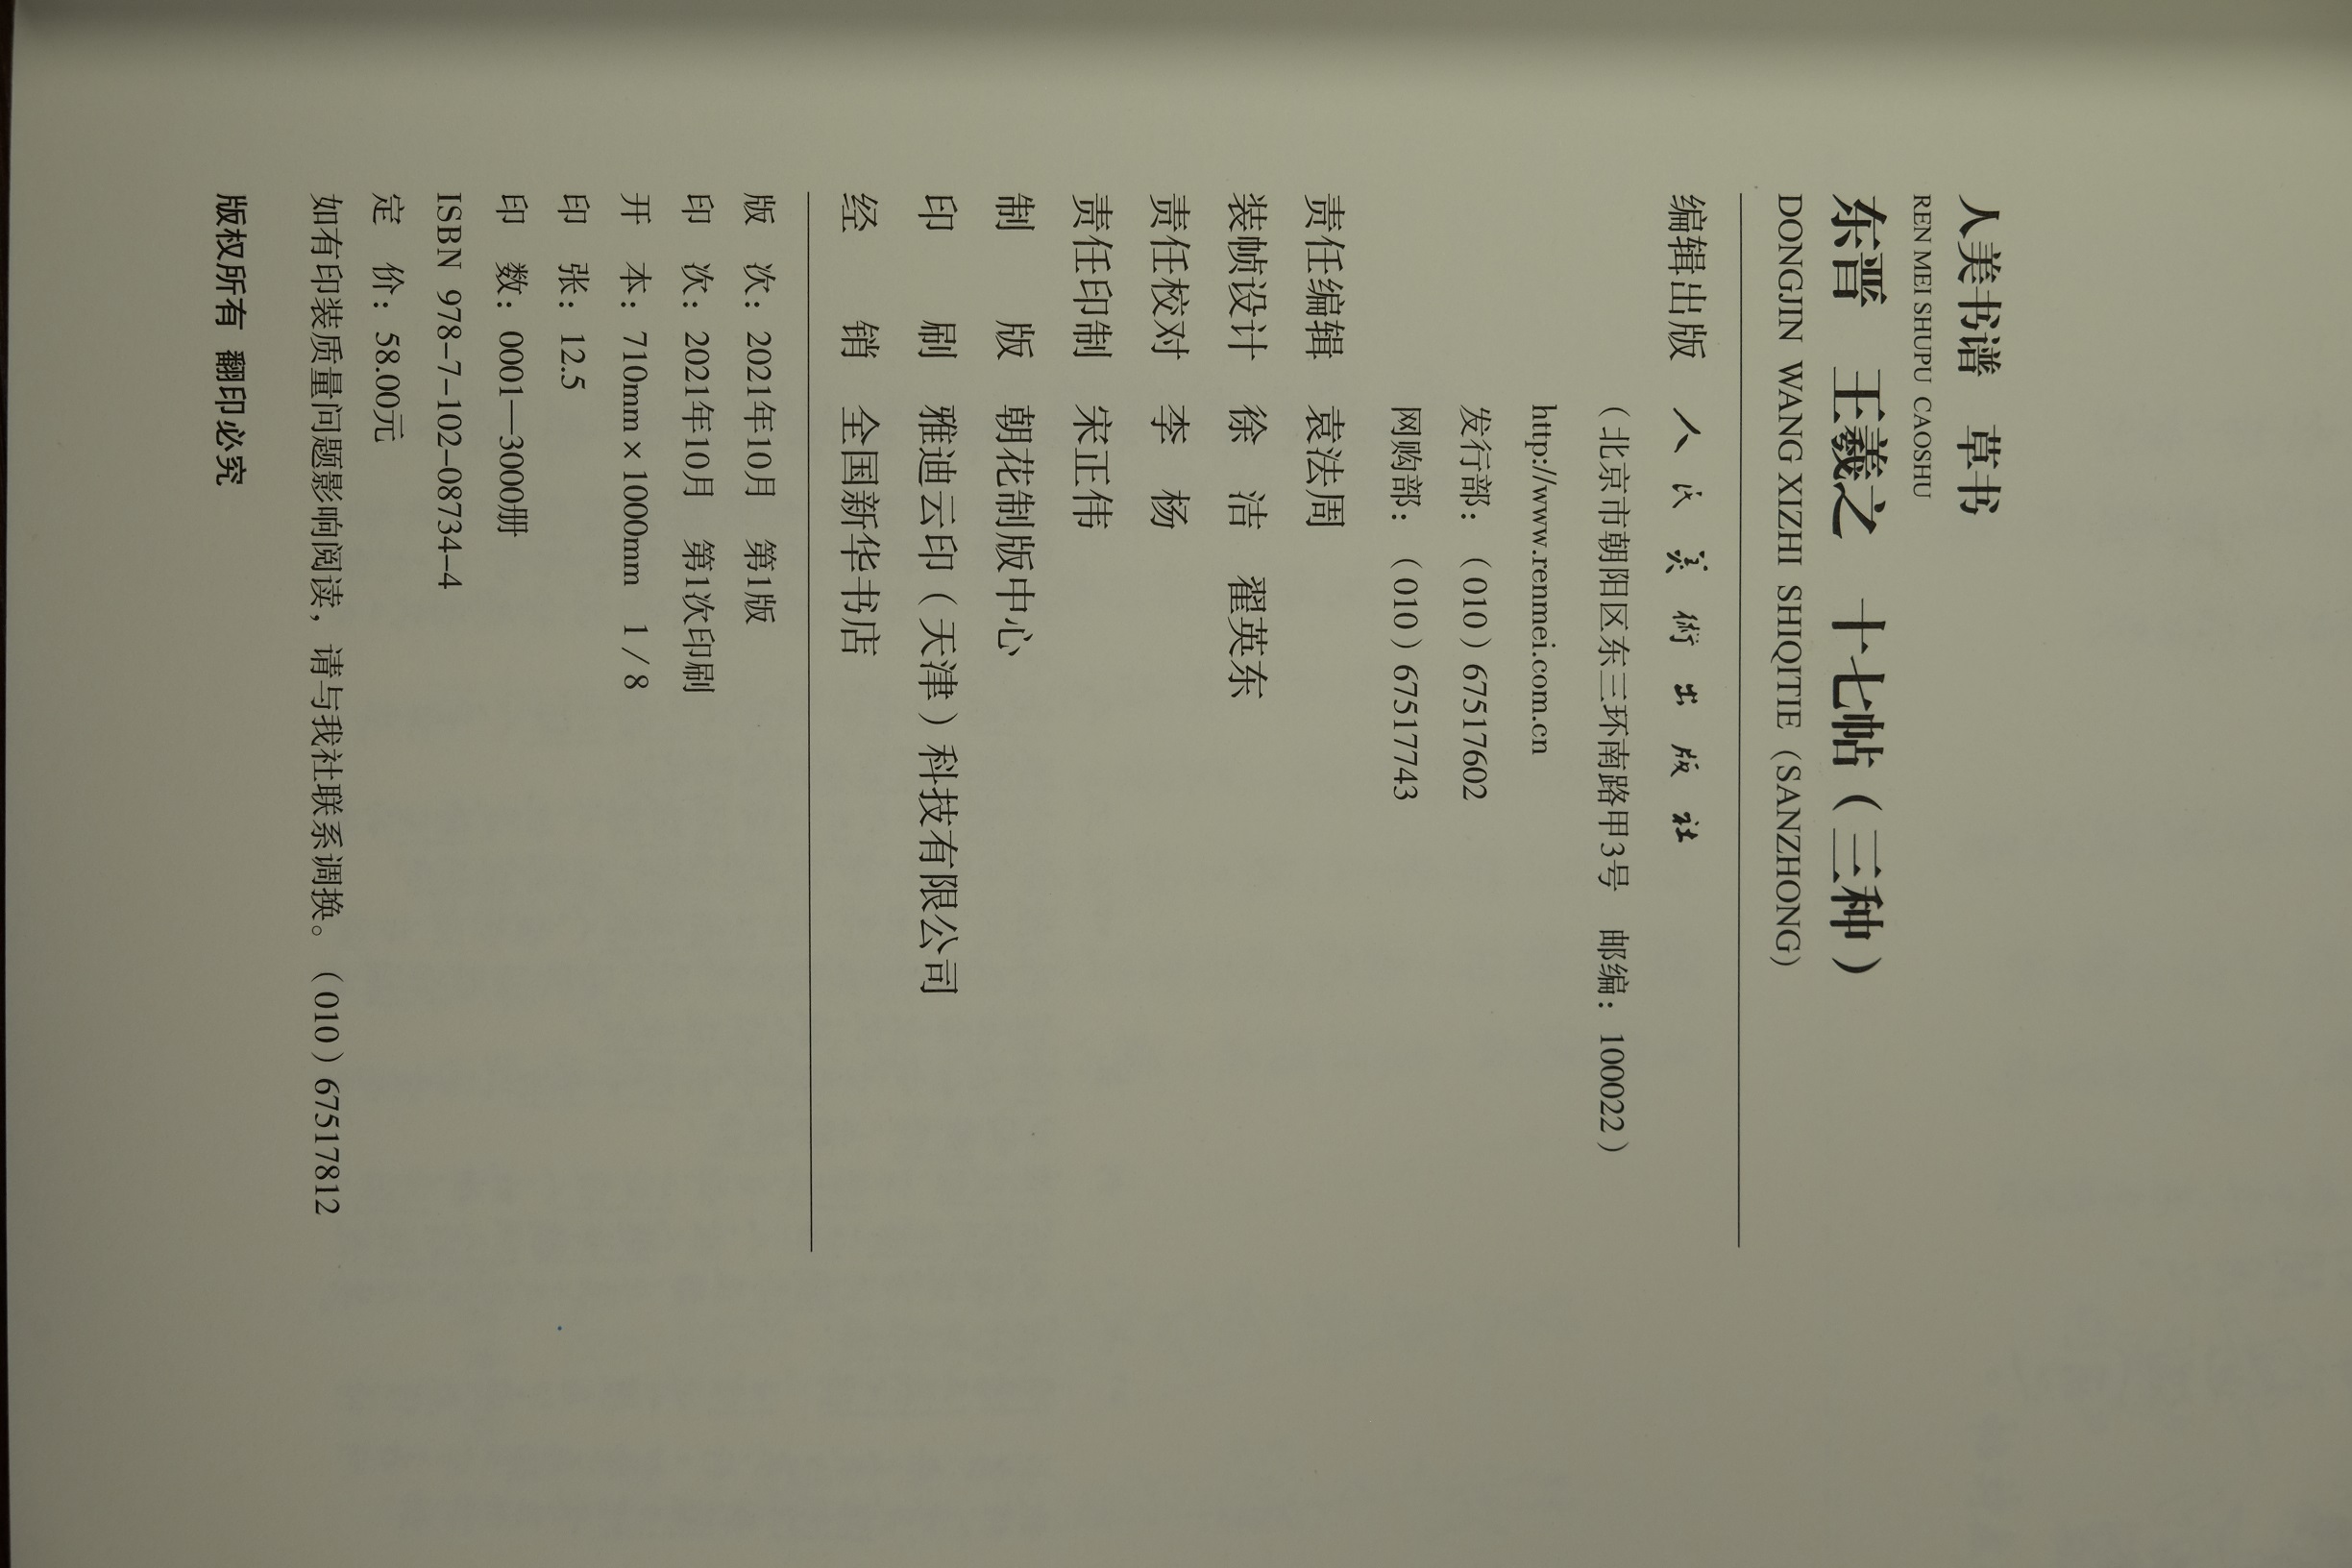 人美书谱　草书
REN MEI SHUPU  CAOSHU
东晋　王羲之　十七帖（三种）
DONGJIN  WANG XIZHI  SHIQITIE（SANZHONG）
编辑出版　人民美術出版社
（北京市朝阳区东三环南路甲3号　邮编：100022）
http://www.renmei.com.cn
发行部：（010）67517602
网购部：（010）67517743
责任编辑　袁法周
装帧设计　徐　洁　翟英东
责任校对　李　杨
责任印制　宋正伟
制　　版　朝花制版中心
印　　刷　雅迪云印（天津）科技有限公司
经　　销　全国新华书店
版　次：2021年10月　第1版
印　次：2021年10月　第1次印刷
开　本：710mm×1000mm　1／8
印　张：12.5
印　数：0001—3000册
ISBN  978–7–102–08734–4
定　价：58.00元
如有印装质量问题影响阅读，请与我社联系调换。（010）67517812
版权所有  翻印必究